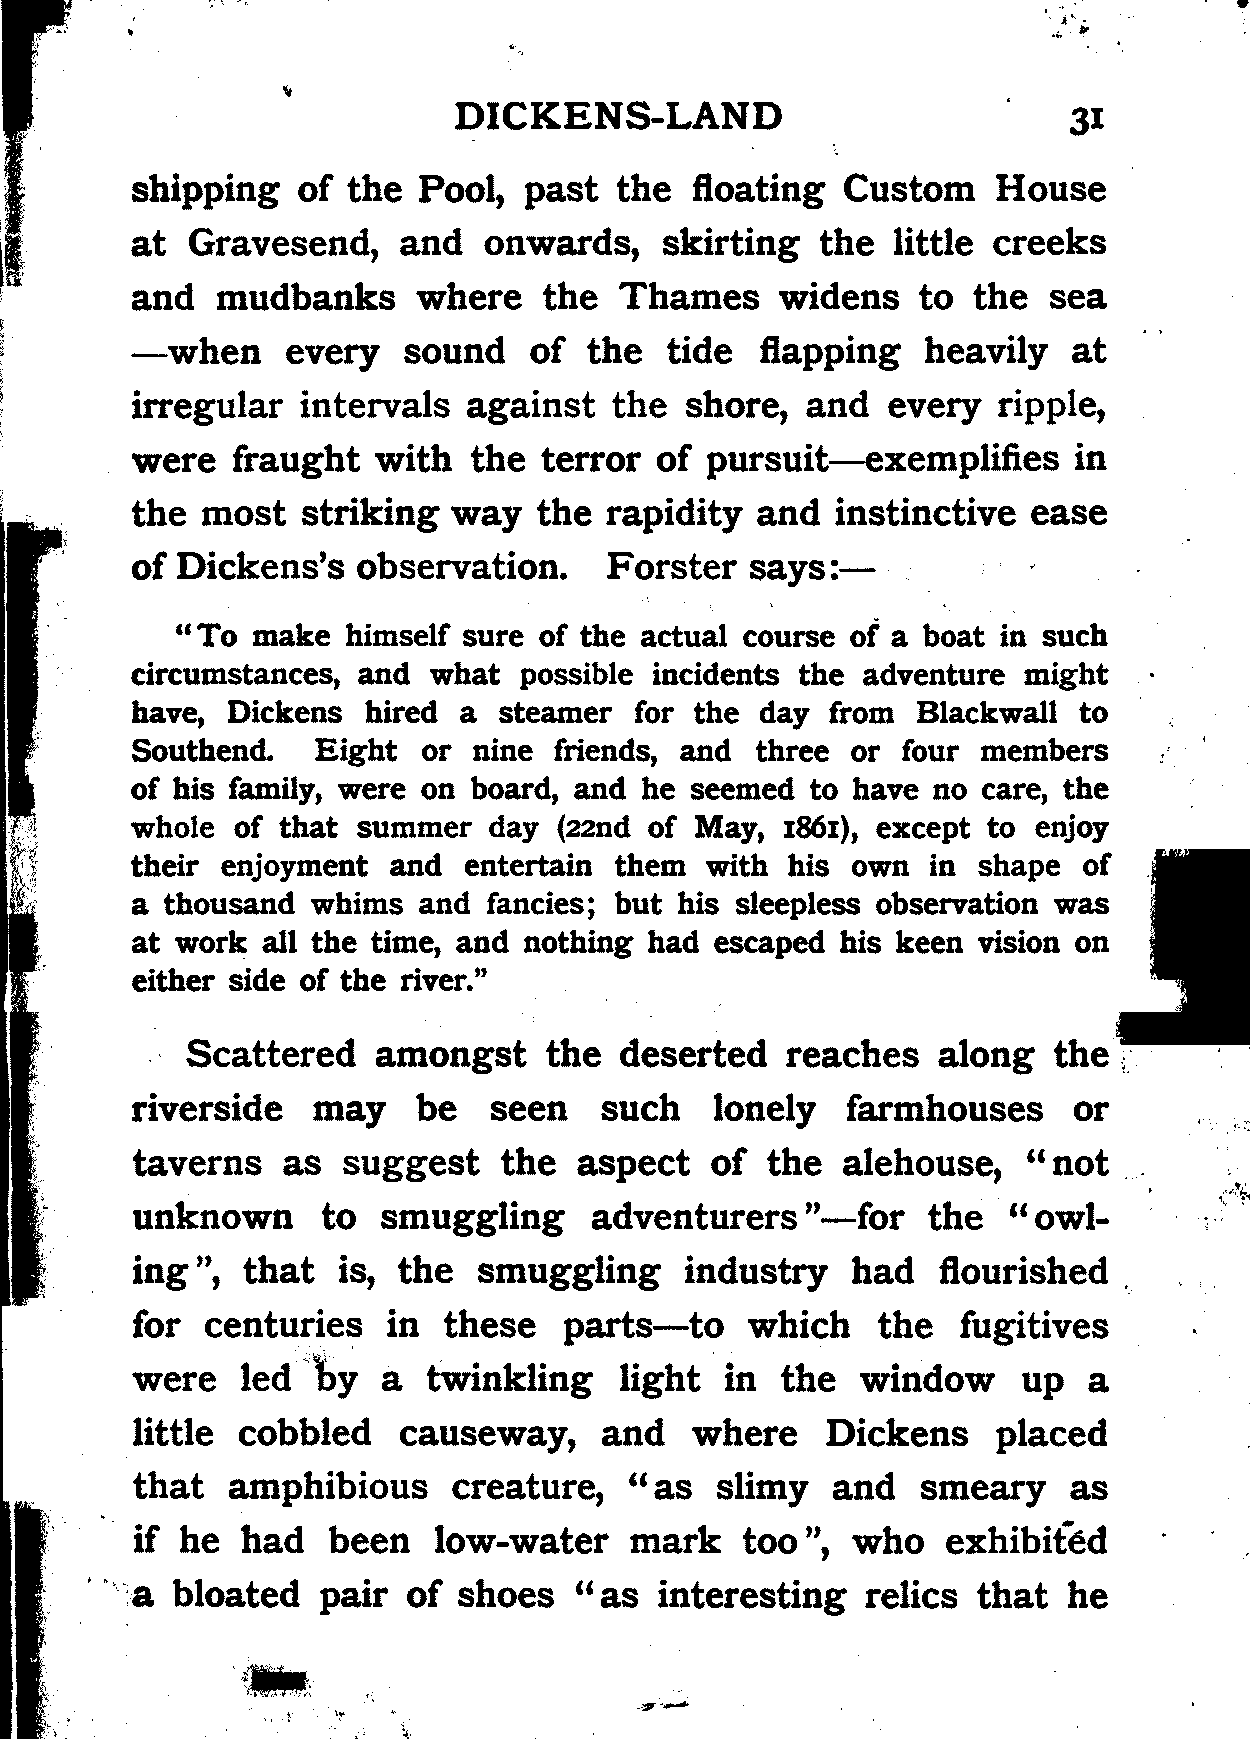 DICKENS-LAND 31
shipping of the Pool, past the floating Custom House
at Gravesend, and onwards, skirting the little creeks
and mudbanks where the Thames widens to the sea
—when every sound of the tide flapping heavily at
irregular intervals against the shore, and every ripple,
were fraught with the terror of pursuit—exemplifies in
the most striking way the rapidity and instinctive ease
of Dickens's observation. Forster says:—
"To make himself sure of the actual course of a boat in such
circumstances, and what possible incidents the adventure might
have, Dickens hired a steamer for the day from Blackwall to
Southend. Eight or nine friends, and three or four members
of his family, were on board, and he seemed to have no care, the
whole of that summer day (22nd of May, 1861), except to enjoy
their enjoyment and entertain them with his own in shape of
a thousand whims and fancies; but his sleepless observation was
at work all the time, and nothing had escaped his keen vision on
either side of the river."
Scattered amongst the deserted reaches along the
riverside may be seen such lonely farmhouses or
taverns as suggest the aspect of the alehouse, "not
unknown to smuggling adventurers"—for the "owl-
ing", that is, the smuggling industry had flourished
for centuries in these parts—to which the fugitives
were led by a twinkling light in the window up a
little cobbled causeway, and where Dickens placed
that amphibious creature, "as slimy and smeary as
if he had been low-water mark too", who exhibited
a bloated pair of shoes "as interesting relics that he